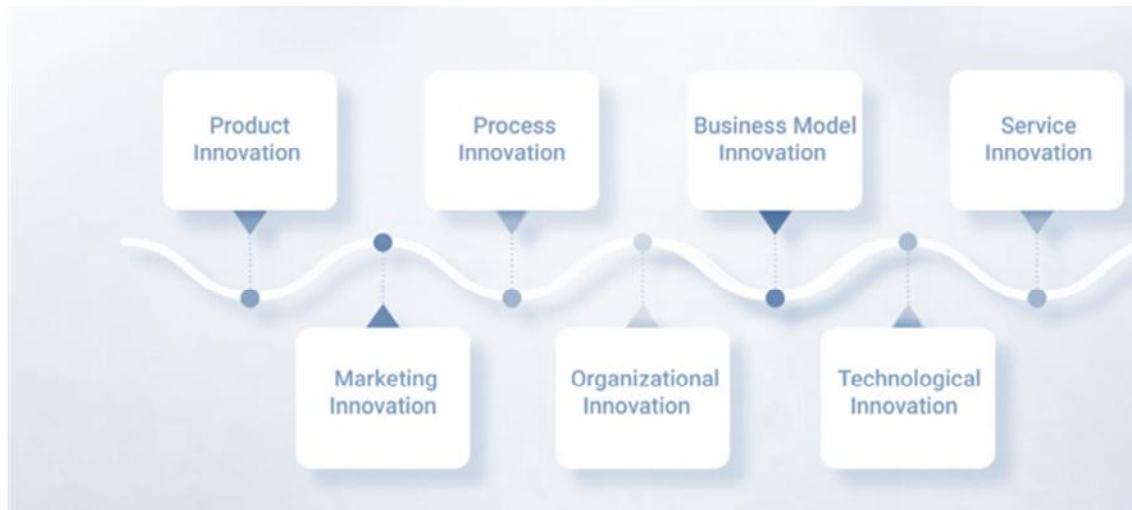 Product
Innovation
Process
Innovation
Business Model
Innovation
Service
Innovation
Marketing
Innovation
Organizational
Innovation
Technological
Innovation